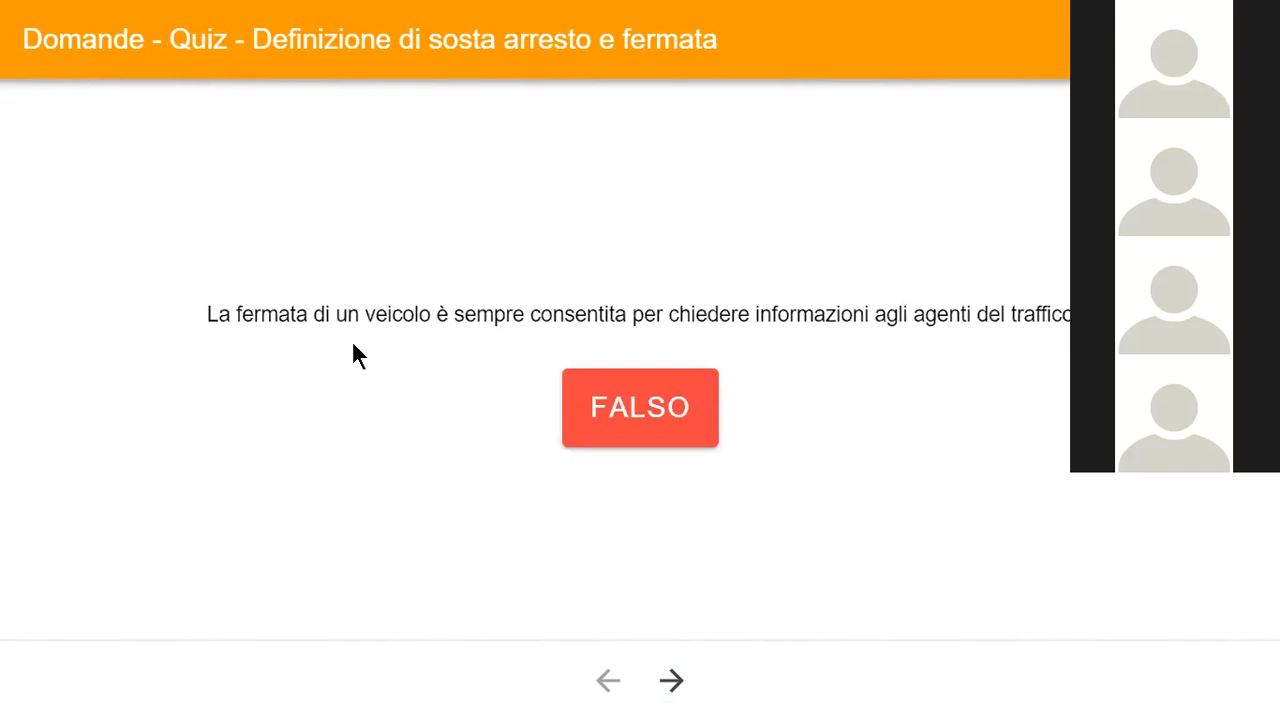 Domande - Quiz - Definizione di sosta arresto e fermata
La fermata di un veicolo è sempre consentita per chiedere informazioni agli agenti del traffico
FALSO